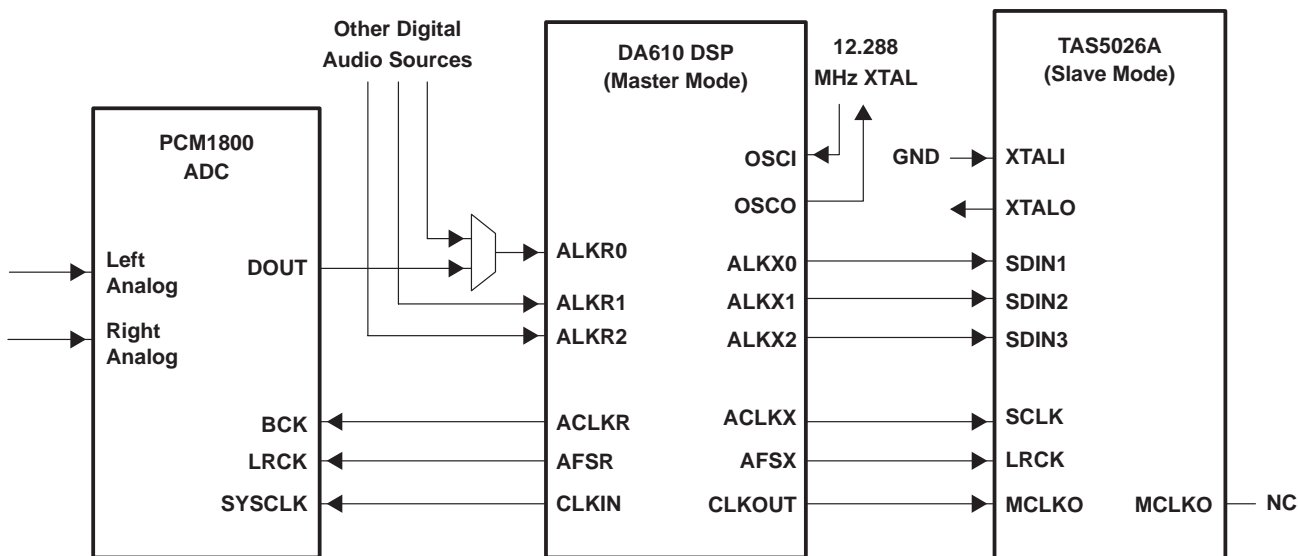 Other Digital
Audio Sources
PCM1800
ADC
Left
Analog
Right
Analog
DOUT
BCK
LRCK
SYSCLK
DA610 DSP
(Master Mode)
ALKR0
ALKR1
ALKR2
ACLKR
AFSR
CLKIN
OSCI
OSCO
ALKX0
ALKX1
ALKX2
ACLKX
AFSX
CLKOUT
12.288
MHz XTAL
GND
TAS5026A
(Slave Mode)
XTALI
XTALO
SDIN1
SDIN2
SDIN3
SCLK
LRCK
MCLKO
MCLKO
NC